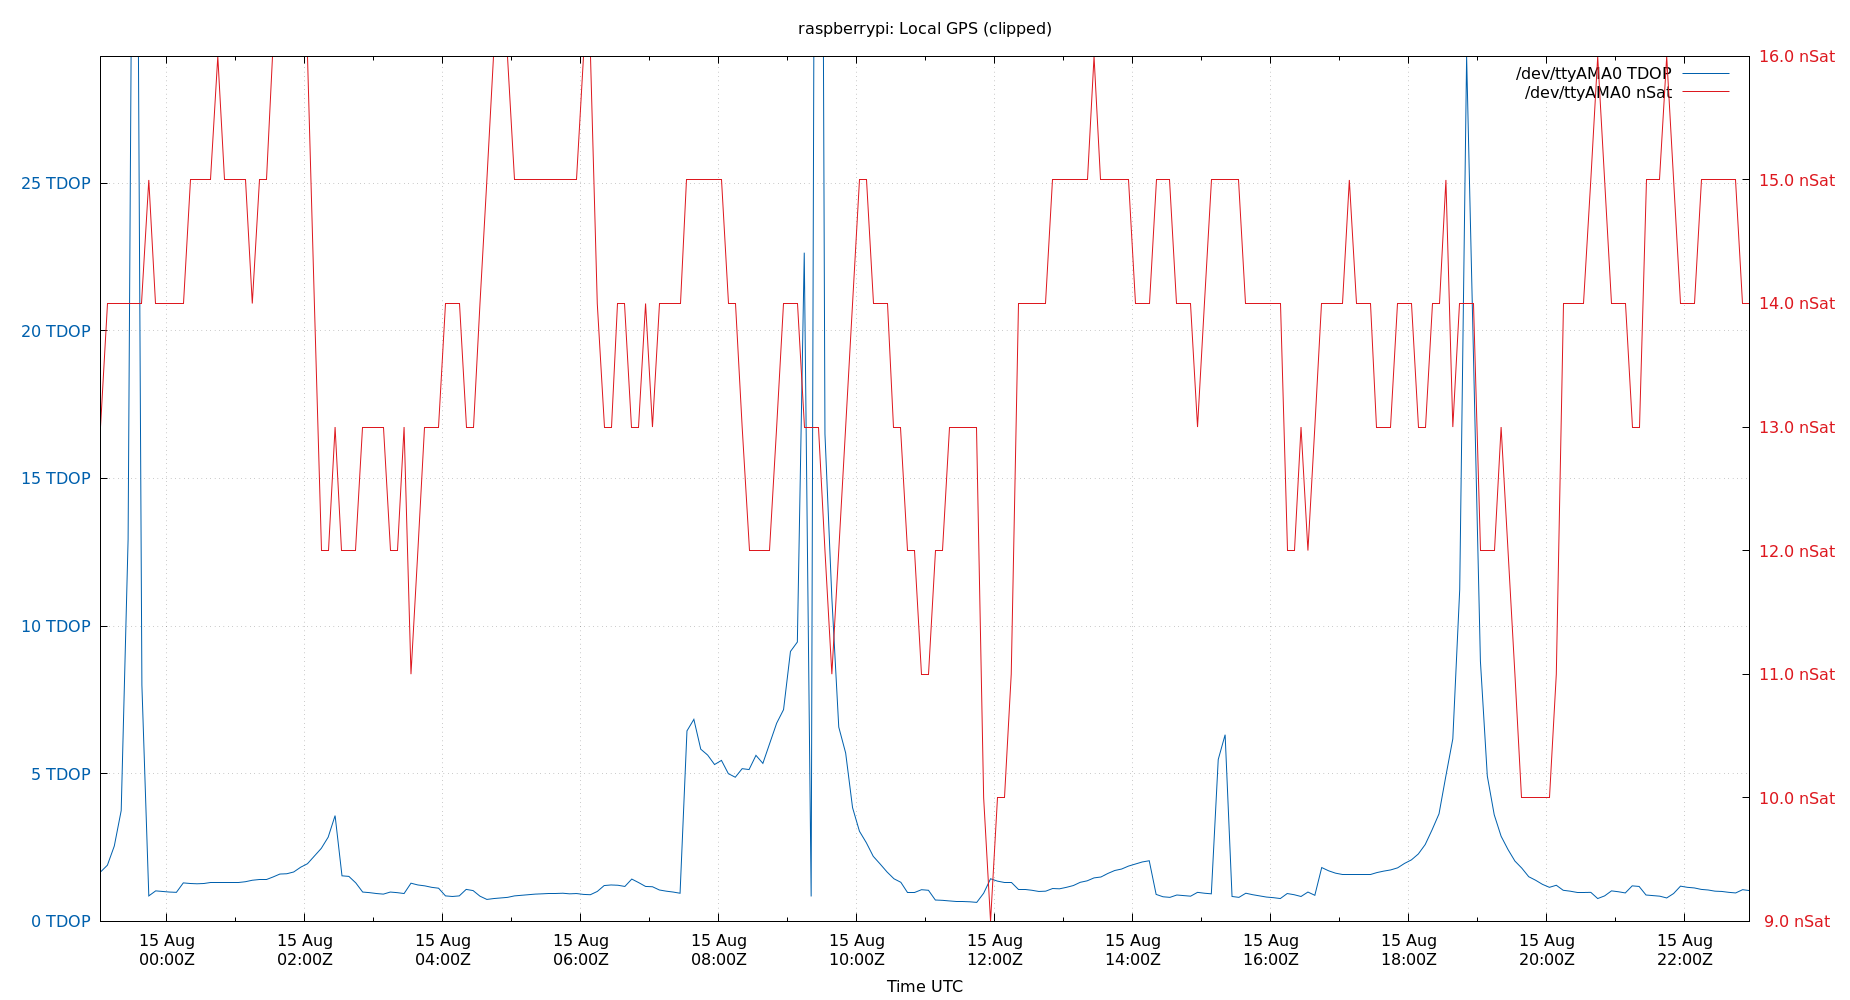 raspberrypi: Local GPS (clipped)
/dev/ttyAMA0 TDOP
/dev/ttyAMA0 nSat
25 TDOP
20 TDOP
15 TDOP
10 TDOP
5 TDOP
0 TDOP
16.0 nSat
15.0 nSat
14.0 nSat
13.0 nSat
12.0 nSat
11.0 nSat
10.0 nSat
9.0 nSat
15 Aug
00:00Z
15 Aug
02:00Z
15 Aug
04:00Z
15 Aug
06:00Z
15 Aug
08:00Z
15 Aug
10:00Z
15 Aug
12:00Z
15 Aug
14:00Z
15 Aug
16:00Z
15 Aug
18:00Z
15 Aug
20:00Z
15 Aug
22:00Z
Time UTC